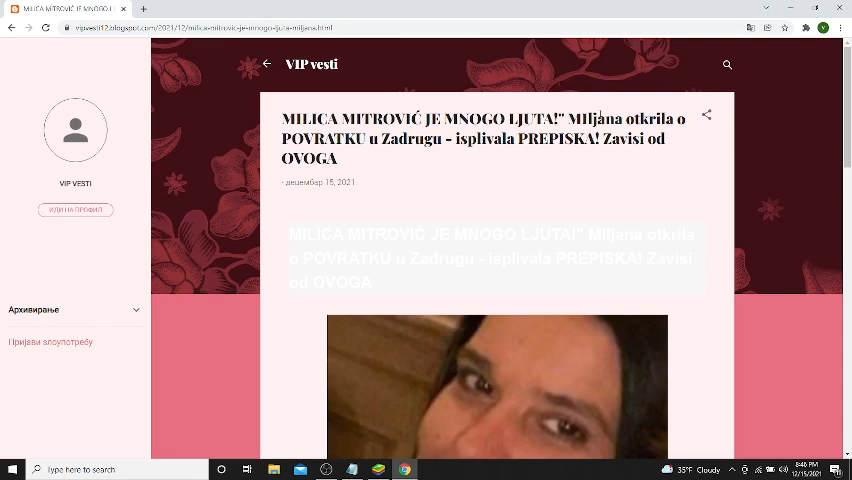 MILICA MITROVIĆ JE MNOGO L
vipvesti12.blogspot.com/2021/12/milica-mitrovic-je-mnogo-ljuta-miljana.html
V
VIP vesti
MILICA MITROVIĆ JE MNOGO LJUTA!" MIljana otkrila o
POVRATKU u Zadrugu - isplivala PREPISKA! Zavisi od
OVOGA
- децембар 15, 2021
VIP VESTI
ИДИ НА ПРОФИЛ
MILICA MITROVIĆ JE MNOGO LJUTA!" MIljana otkrila
o POVRATKU u Zadrugu - isplivala PREPISKA! Zavisi
od OVOGA
Архивирање
Пријави злоупотребу
Type here to search
35°F Cloudy
8:46 PM
12/15/2021